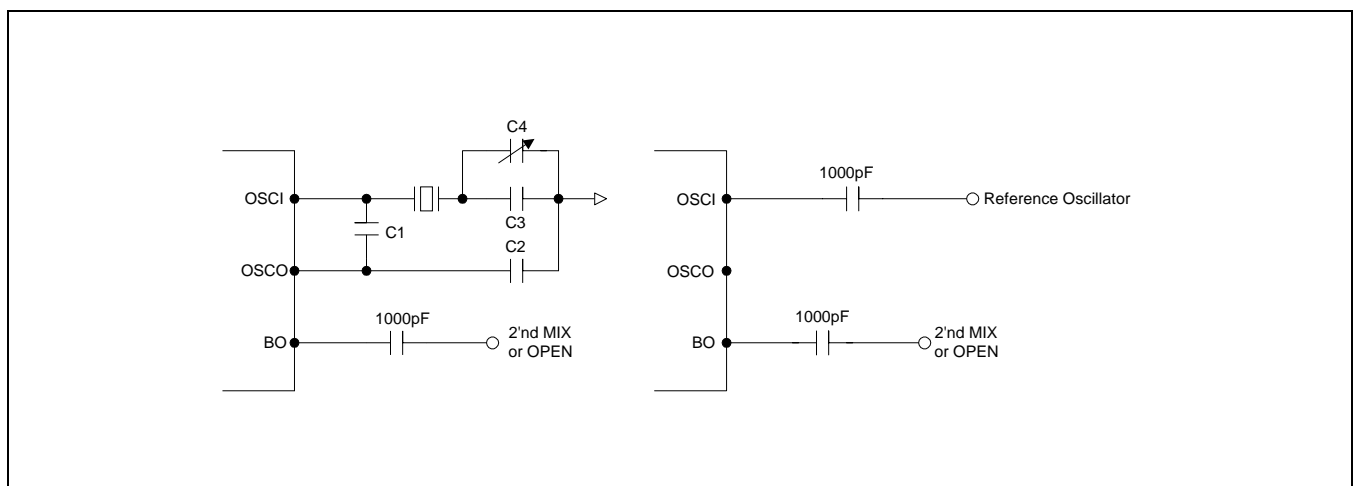 C4
OSCI
C3
C1
C2
OSCO
1000pF
BO
2'nd MIX
or OPEN
1000pF
OSCI
Reference Oscillator
OSCO
1000pF
BO
2'nd MIX
or OPEN